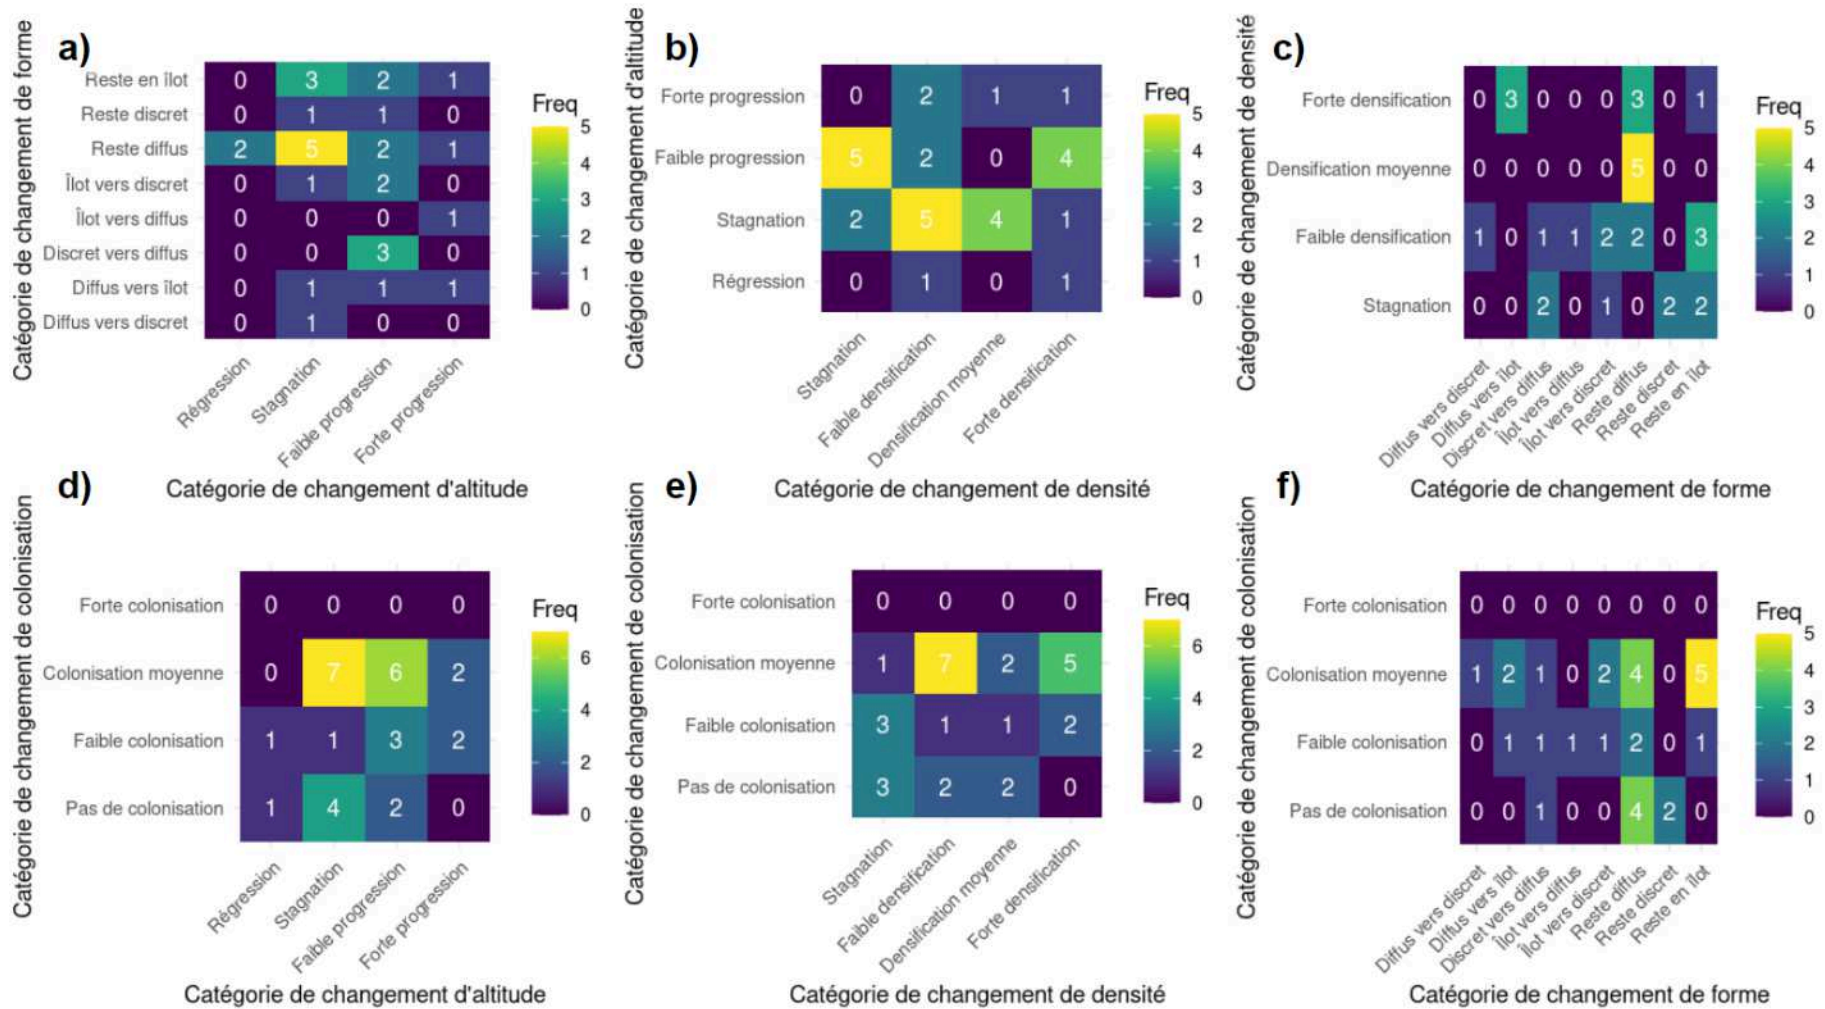 a)
Catégorie de changement de forme
Reste en îlot 0 3 2 1
Reste discret 0 1 1 0
Reste diffus 2 5 2 1
Îlot vers discret 0 1 2 0
Îlot vers diffus 0 0 0 1
Discret vers diffus 0 0 3 0
Diffus vers îlot 0 1 1 1
Diffus vers discret 0 1 0 0
Régression Stagnation Faible progression Forte progression
Catégorie de changement d'altitude
Freq
5
4
3
2
1
0
b)
Catégorie de changement d'altitude
Forte progression 0 2 1 1
Faible progression 5 2 0 4
Stagnation 2 5 4 1
Régression 0 1 0 1
Stagnation Faible densification Densification moyenne Forte densification
Catégorie de changement de densité
Freq
5
4
3
2
1
0
c)
Catégorie de changement de densité
Forte densification 0 3 0 0 0 3 0 1
Densification moyenne 0 0 0 0 0 5 0 0
Faible densification 1 0 1 1 2 2 0 3
Stagnation 0 0 2 0 1 0 2 2
Diffus vers discret Diffus vers îlot Discret vers diffus Îlot vers diffus Îlot vers discret Reste diffus Reste discret Reste en îlot
Catégorie de changement de forme
Freq
5
4
3
2
1
0
d)
Catégorie de changement de colonisation
Forte colonisation 0 0 0 0
Colonisation moyenne 0 7 6 2
Faible colonisation 1 1 3 2
Pas de colonisation 1 4 2 0
Régression Stagnation Faible progression Forte progression
Catégorie de changement d'altitude
Freq
6
4
2
0
e)
Catégorie de changement de colonisation
Forte colonisation 0 0 0 0
Colonisation moyenne 1 7 2 5
Faible colonisation 3 1 1 2
Pas de colonisation 3 2 2 0
Stagnation Faible densification Densification moyenne Forte densification
Catégorie de changement de densité
Freq
6
4
2
0
f)
Catégorie de changement de colonisation
Forte colonisation 0 0 0 0 0 0 0 0
Colonisation moyenne 1 2 1 0 2 4 0 5
Faible colonisation 0 1 1 1 1 2 0 1
Pas de colonisation 0 0 1 0 0 4 2 0
Diffus vers discret Diffus vers îlot Discret vers diffus Îlot vers diffus Îlot vers discret Reste diffus Reste discret Reste en îlot
Catégorie de changement de forme
Freq
5
4
3
2
1
0